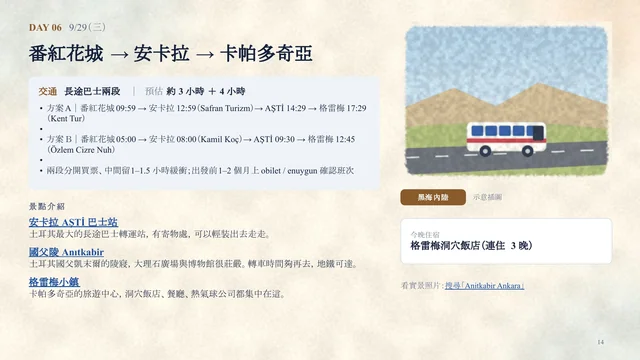 DAY 06 9/29（三）
番紅花城 → 安卡拉 → 卡帕多奇亞
交通 長途巴士兩段 ｜ 預估 約 3 小時 ＋ 4 小時
• 方案 A｜番紅花城 09:59 → 安卡拉 12:59（Safran Turizm）→ AŞTİ 14:29 → 格雷梅 17:29
（Kent Tur）
•
• 方案 B｜番紅花城 05:00 → 安卡拉 08:00（Kamil Koç）→ AŞTİ 09:30 → 格雷梅 12:45
（Özlem Cizre Nuh）
•
• 兩段分開買票、中間留 1–1.5 小時緩衝；出發前 1–2 個月上 obilet / enuygun 確認班次
景點介紹
安卡拉 AŞTİ 巴士站
土耳其最大的長途巴士轉運站，有寄物處，可以輕裝出去走走。
國父陵 Anıtkabir
土耳其國父凱末爾的陵寢，大理石廣場與博物館很莊嚴。轉車時間夠再去，地鐵可達。
格雷梅小鎮
卡帕多奇亞的旅遊中心，洞穴飯店、餐廳、熱氣球公司都集中在這。
黑海內陸 示意插圖
今晚住宿
格雷梅洞穴飯店（連住 3 晚）
看實景照片：搜尋「Anitkabir Ankara」
14